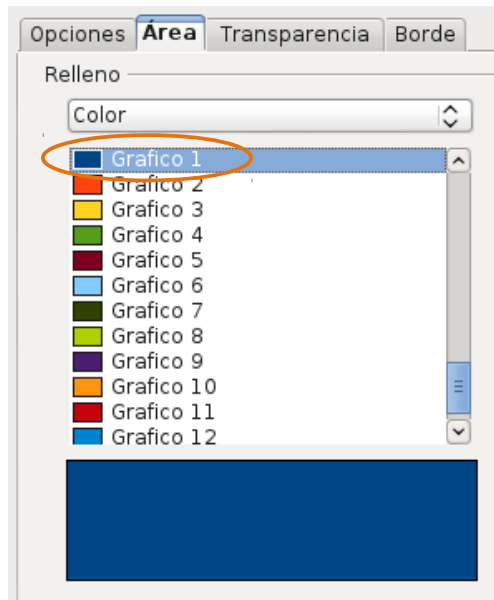 Opciones Área Transparencia Borde
Relleno
Color
Grafico 1
Grafico 2
Grafico 3
Grafico 4
Grafico 5
Grafico 6
Grafico 7
Grafico 8
Grafico 9
Grafico 10
Grafico 11
Grafico 12